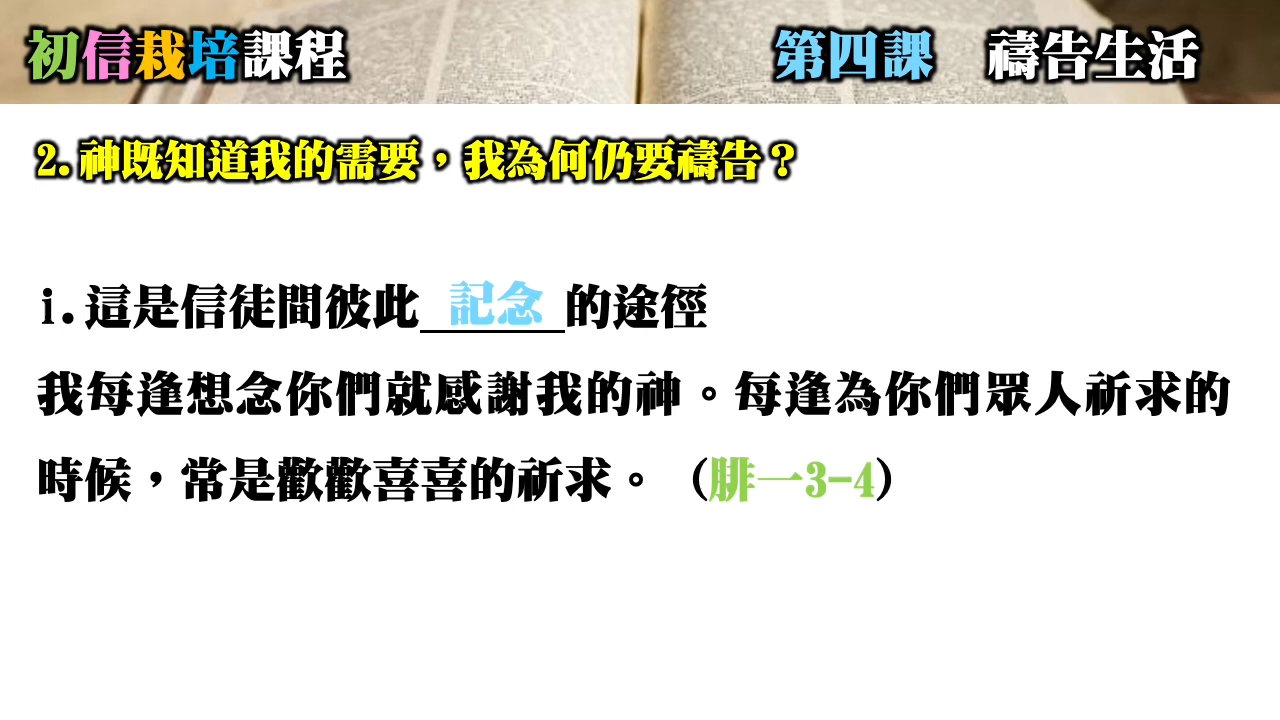 初信栽培課程
第四課 禱告生活
2.神既知道我的需要，我為何仍要禱告？
i.這是信徒間彼此 記念 的途徑
我每逢想念你們就感謝我的神。每逢為你們眾人祈求的
時候，常是歡歡喜喜的祈求。 (腓一3-4)